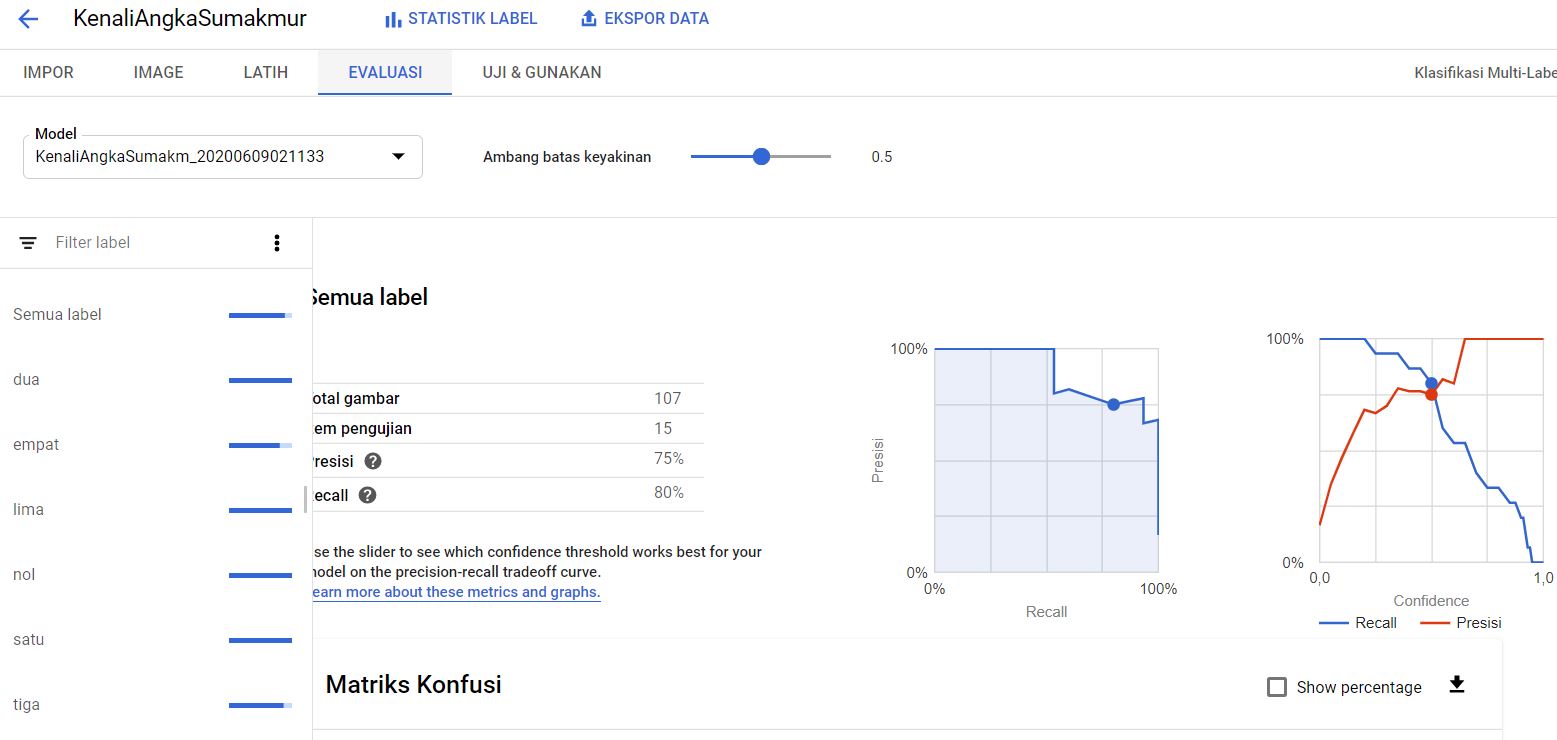 KenaliAngkaSumakmur
STATISTIK LABEL
EKSPOR DATA
IMPOR
IMAGE
LATIH
EVALUASI
UJI & GUNAKAN
Klasifikasi Multi-Labe
Model
KenaliAngkaSumakm_20200609021133
Ambang batas keyakinan
0.5
Filter label
Semua label
dua
empat
lima
nol
satu
tiga
Semua label
otal gambar 107
em pengujian 15
resisi ? 75%
ecall ? 80%
se the slider to see which confidence threshold works best for your
odel on the precision-recall tradeoff curve.
earn more about these metrics and graphs.
100%
Presisi
0%
0% 100%
Recall
100%
0%
0,0 1,0
Confidence
Recall Presisi
Matriks Konfusi
Show percentage